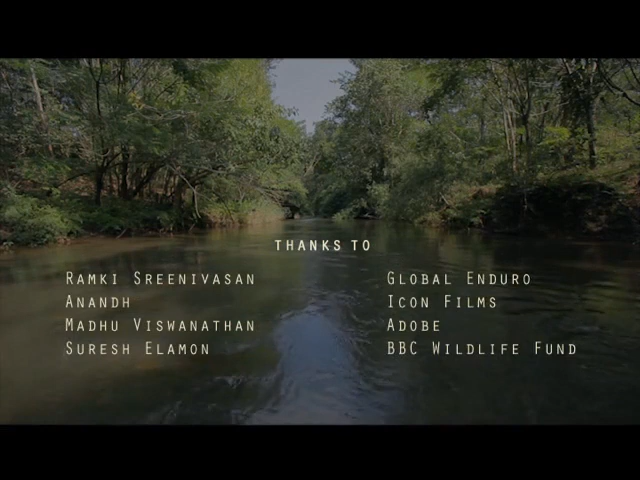 THANKS TO
RAMKI SREENIVASAN
ANANDH
MADHU VISWANATHAN
SURESH ELAMON
GLOBAL ENDURO
ICON FILMS
ADOBE
BBC WILDLIFE FUND